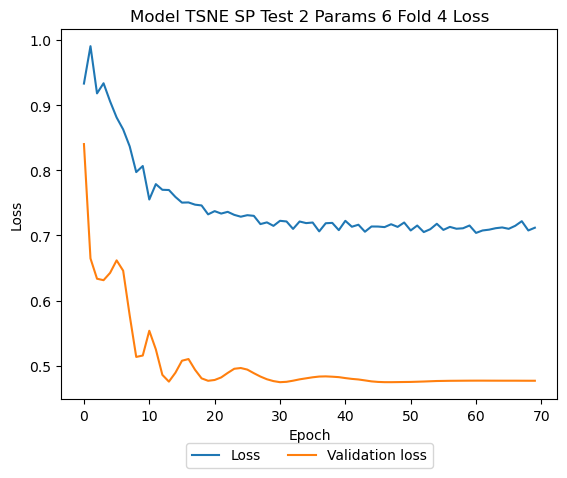 Model TSNE SP Test 2 Params 6 Fold 4 Loss
1.0
0.9
0.8
0.7
0.6
0.5
Loss
0 10 20 30 40 50 60 70
Epoch
Loss Validation loss